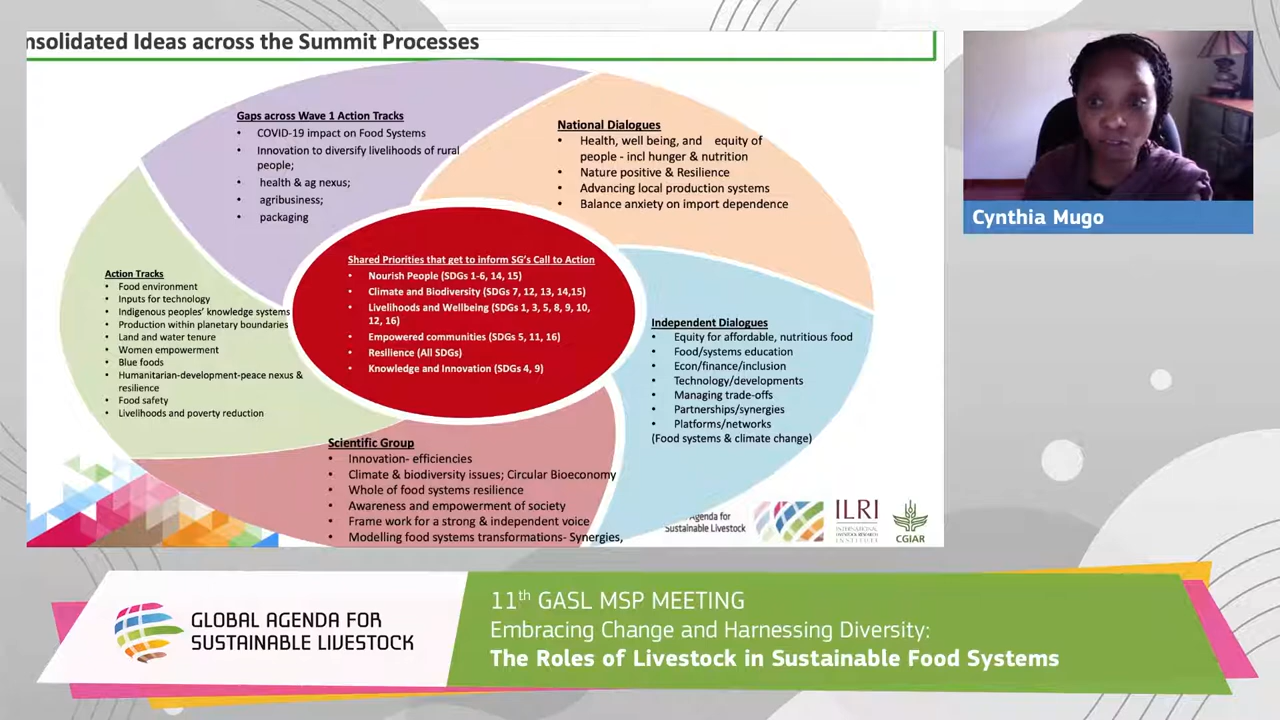 nsolidated Ideas across the Summit Processes
Gaps across Wave 1 Action Tracks
• COVID-19 impact on Food Systems
• Innovation to diversify livelihoods of rural
people;
• health & ag nexus;
• agribusiness;
• packaging
National Dialogues
• Health, well being, and equity of
people - incl hunger & nutrition
• Nature positive & Resilience
• Advancing local production systems
• Balance anxiety on import dependence
Action Tracks
• Food environment
• Inputs for technology
• Indigenous peoples' knowledge systems
• Production within planetary boundaries
• Land and water tenure
• Women empowerment
• Blue foods
• Humanitarian-development-peace nexus &
resilience
• Food safety
• Livelihoods and poverty reduction
Shared Priorities that get to inform SG's Call to Action
• Nourish People (SDGs 1-6, 14, 15)
• Climate and Biodiversity (SDGs 7, 12, 13, 14,15)
• Livelihoods and Wellbeing (SDGs 1, 3, 5, 8, 9, 10,
12, 16)
• Empowered communities (SDGs 5, 11, 16)
• Resilience (All SDGs)
• Knowledge and Innovation (SDGs 4, 9)
Independent Dialogues
• Equity for affordable, nutritious food
• Food/systems education
• Econ/finance/inclusion
• Technology/developments
• Managing trade-offs
• Partnerships/synergies
• Platforms/networks
(Food systems & climate change)
Scientific Group
• Innovation- efficiencies
• Climate & biodiversity issues; Circular Bioeconomy
• Whole of food systems resilience
• Awareness and empowerment of society
• Frame work for a strong & independent voice
• Modelling food systems transformations- Synergies,
Agenda for
Sustainable Livestock
ILRI
INTERNATIONAL
LIVESTOCK RESEARCH
INSTITUTE
CGIAR
Cynthia Mugo
GLOBAL AGENDA FOR
SUSTAINABLE LIVESTOCK
11th GASL MSP MEETING
Embracing Change and Harnessing Diversity:
The Roles of Livestock in Sustainable Food Systems